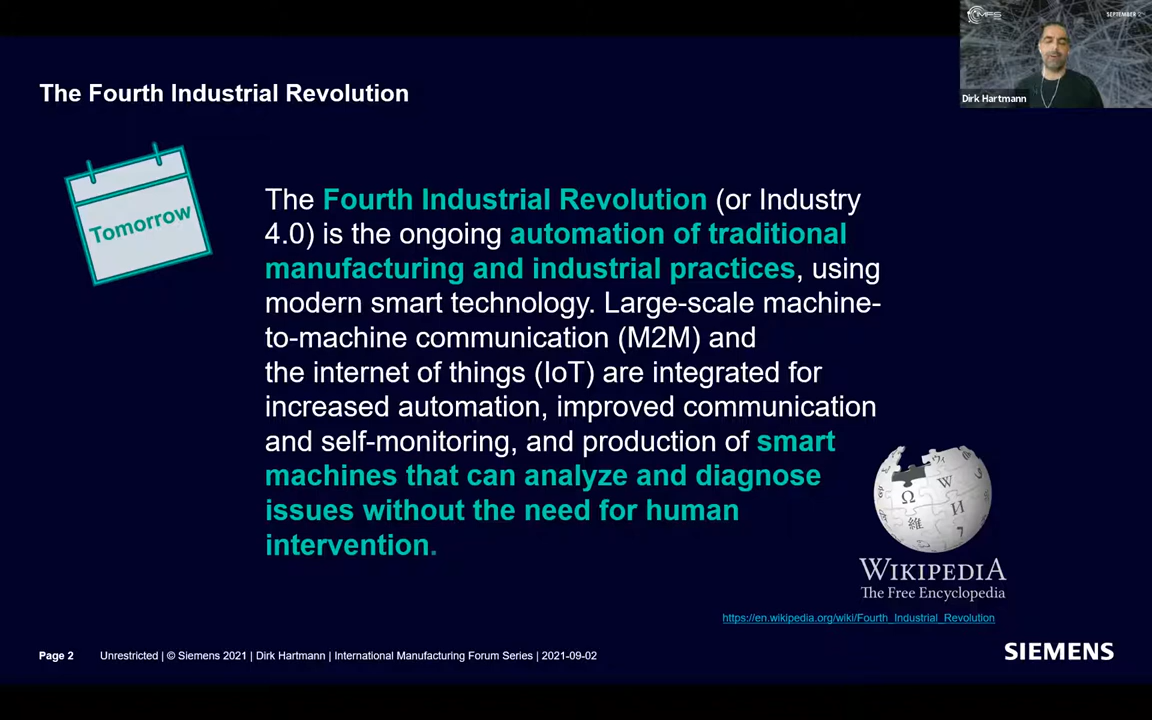 MFS
SEPTEMBER 2
Dirk Hartmann
The Fourth Industrial Revolution
Tomorrow
The Fourth Industrial Revolution (or Industry
4.0) is the ongoing automation of traditional
manufacturing and industrial practices, using
modern smart technology. Large-scale machine-
to-machine communication (M2M) and
the internet of things (IoT) are integrated for
increased automation, improved communication
and self-monitoring, and production of smart
machines that can analyze and diagnose
issues without the need for human
intervention.
Ω
W
維
И
WIKIPEDIA
The Free Encyclopedia
https://en.wikipedia.org/wiki/Fourth_Industrial_Revolution
Page 2 Unrestricted | © Siemens 2021 | Dirk Hartmann | International Manufacturing Forum Series | 2021-09-02
SIEMENS